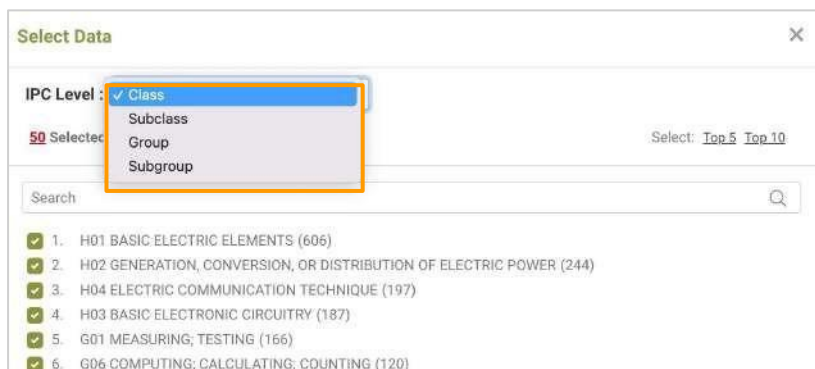 Select Data
IPC Level : ✓ Class
Subclass
50 Selected
Group
Select: Top 5 Top 10
Subgroup
Search
1. H01 BASIC ELECTRIC ELEMENTS (606)
2. H02 GENERATION, CONVERSION, OR DISTRIBUTION OF ELECTRIC POWER (244)
3. H04 ELECTRIC COMMUNICATION TECHNIQUE (197)
4. H03 BASIC ELECTRONIC CIRCUITRY (187)
5. G01 MEASURING; TESTING (166)
6. G06 COMPUTING; CALCULATING; COUNTING (120)